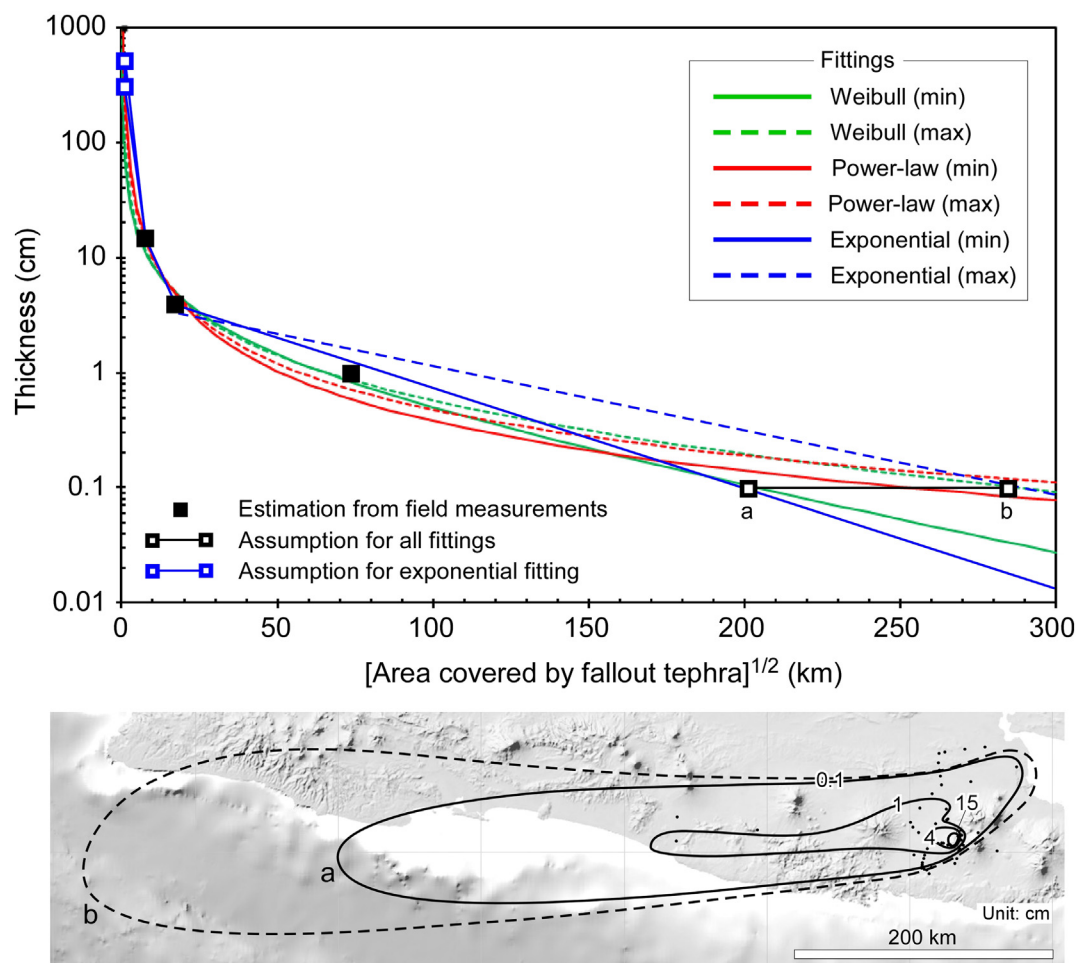 1000
100
10
1
0.1
0.01
Thickness (cm)
Fittings
Weibull (min)
Weibull (max)
Power-law (min)
Power-law (max)
Exponential (min)
Exponential (max)
a
b
Estimation from field measurements
Assumption for all fittings
Assumption for exponential fitting
0 50 100 150 200 250 300
[Area covered by fallout tephra]1/2 (km)
0.1
1
15
4
a
b
Unit: cm
200 km